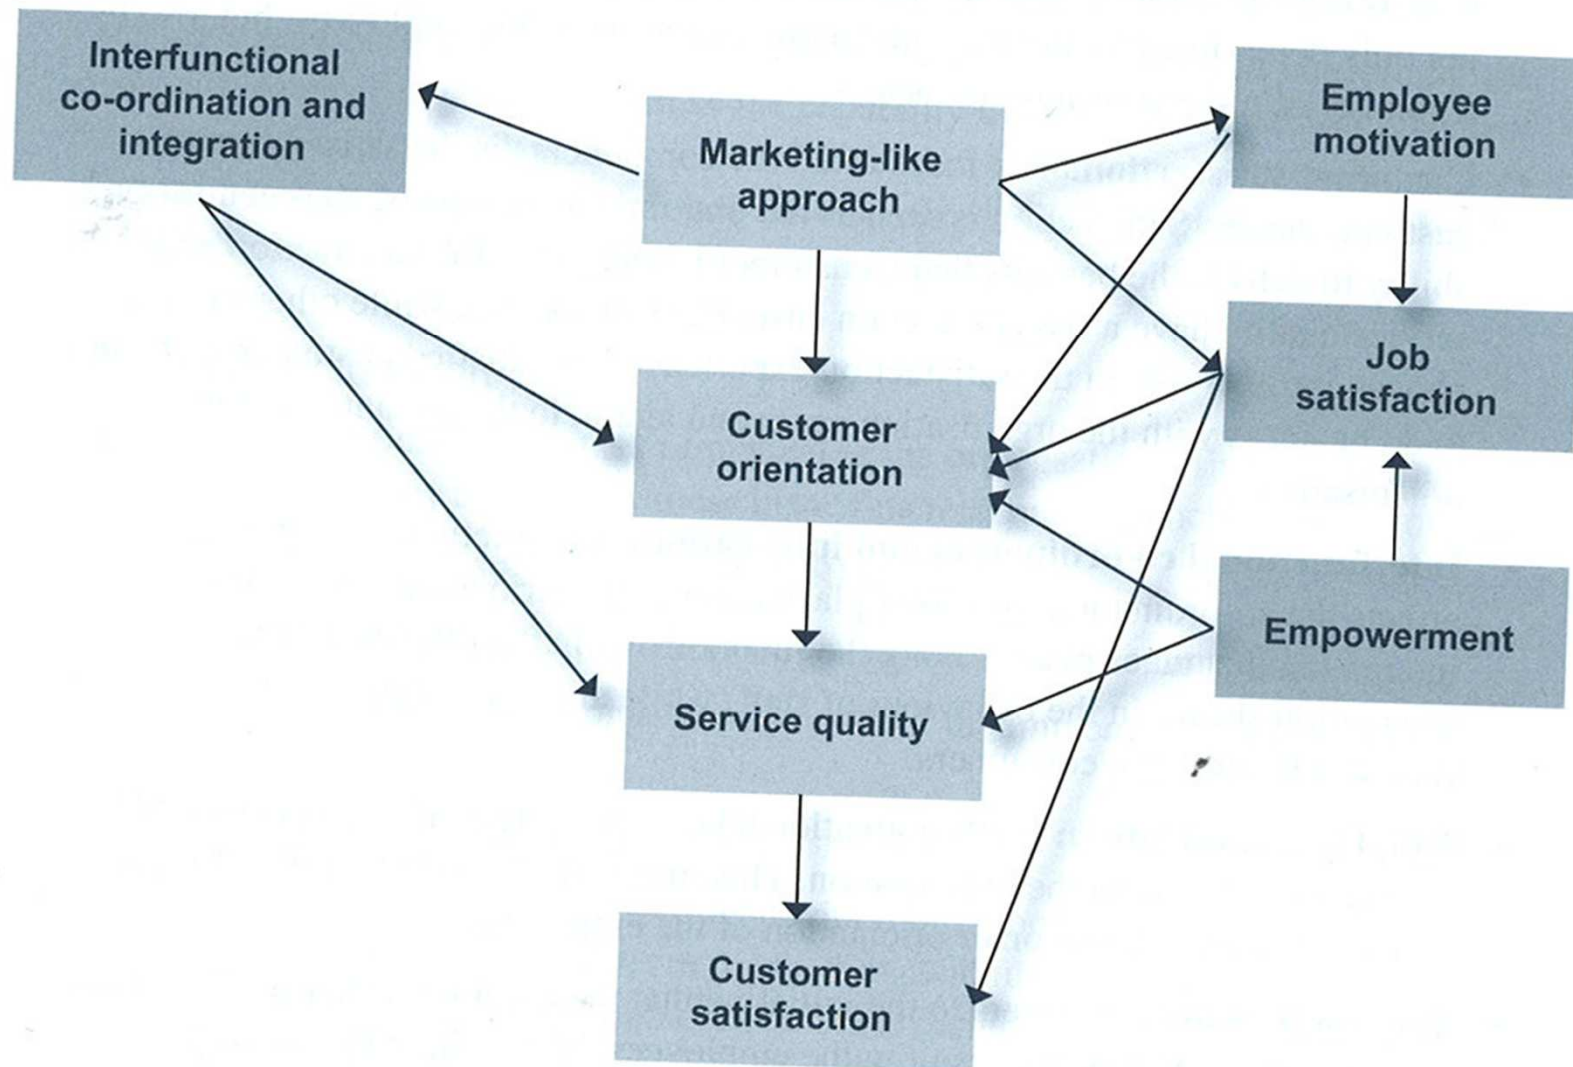 Interfunctional
co-ordination and
integration
Marketing-like
approach
Employee
motivation
Job
satisfaction
Customer
orientation
Empowerment
Service quality
Customer
satisfaction